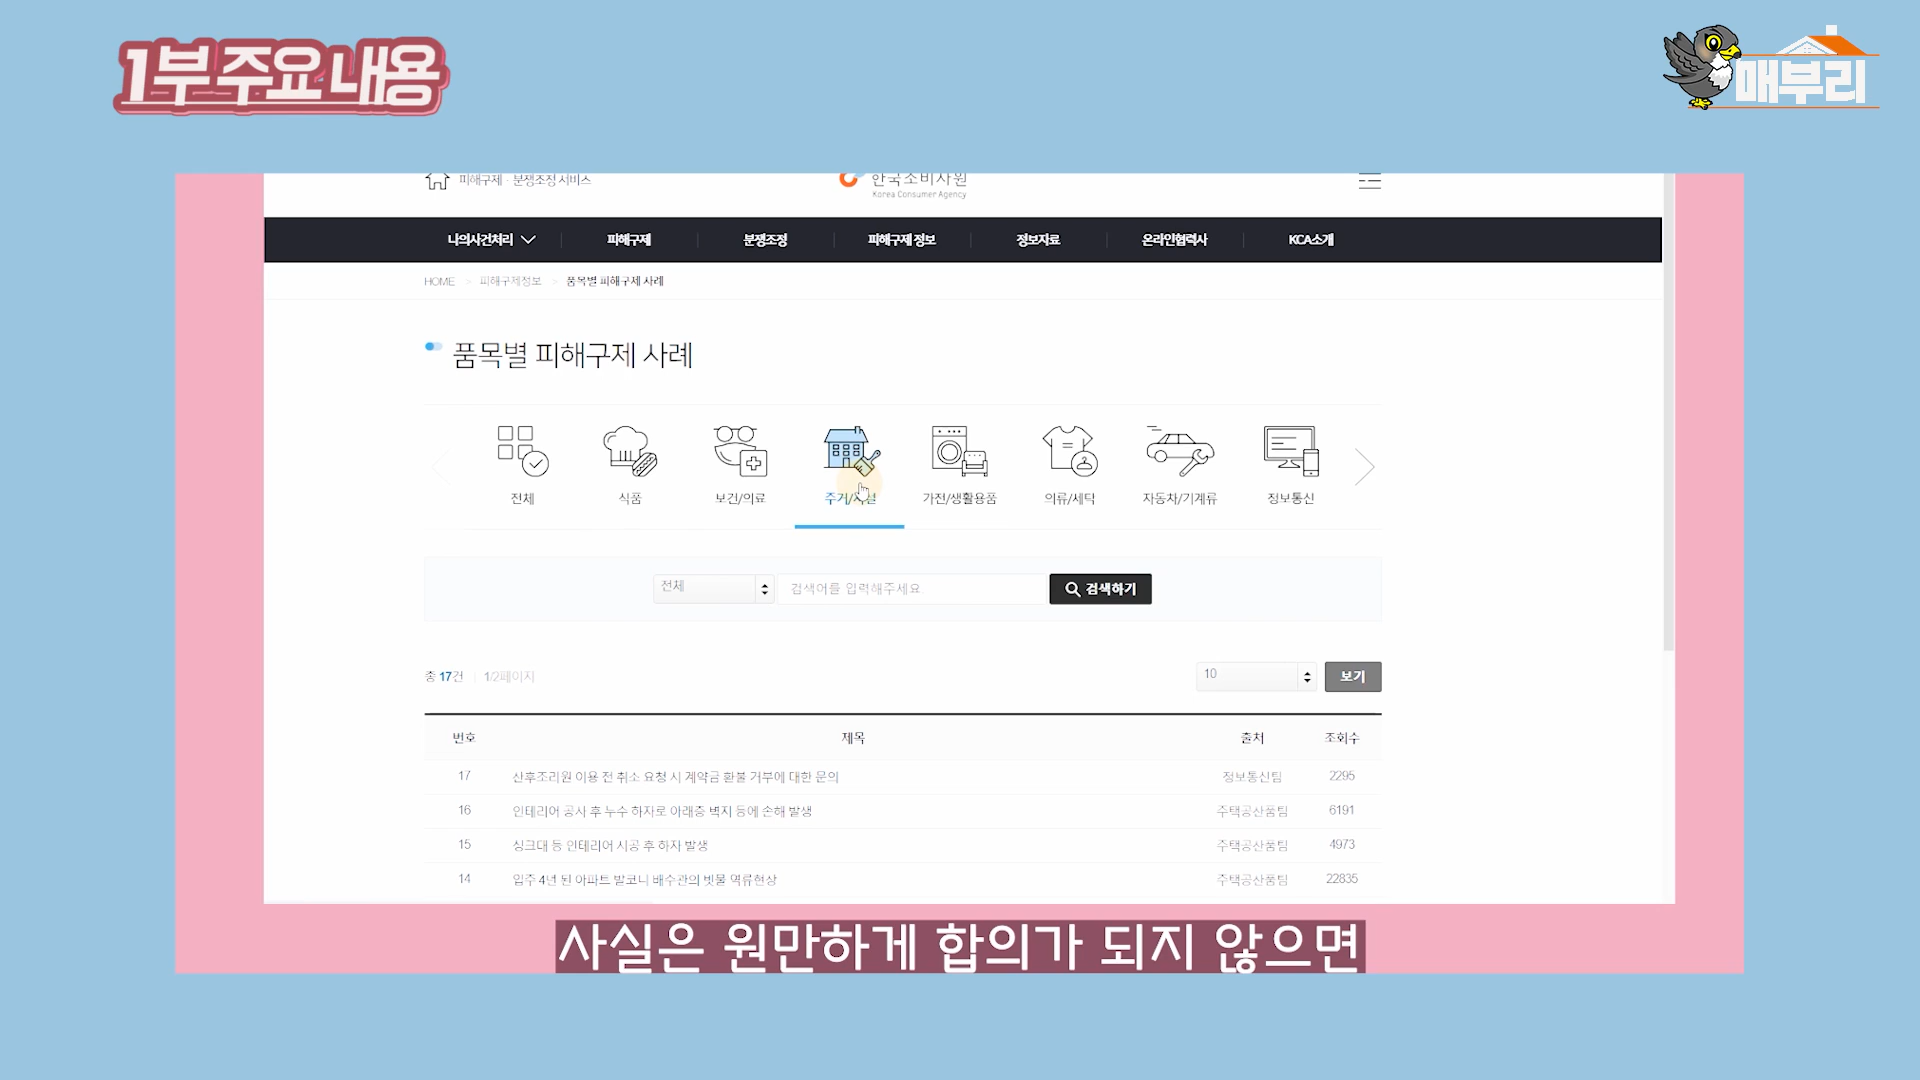 1부 주요 내용
매부리
피해구제 · 분쟁조정 서비스
한국소비자원
Korea Consumer Agency
나의사건처리 피해구제 분쟁조정 피해구제 정보 정보자료 온라인협력사 KCA소개
HOME > 피해구제정보 > 품목별 피해구제 사례
품목별 피해구제 사례
전체 식품 보건/의료 주거/시설 가전/생활용품 의류/세탁 자동차/기계류 정보통신
전체 검색어를 입력해주세요. 검색하기
총 17건 1/2페이지 10 보기
번호 제목 출처 조회수
17 산후조리원 이용 전 취소 요청 시 계약금 환불 거부에 대한 문의 정보통신팀 2295
16 인테리어 공사 후 누수 하자로 아래층 벽지 등에 손해 발생 주택공산품팀 6191
15 싱크대 등 인테리어 시공 후 하자 발생 주택공산품팀 4973
14 입주 4년 된 아파트 발코니 배수관의 빗물 역류현상 주택공산품팀 22835
사실은 원만하게 합의가 되지 않으면